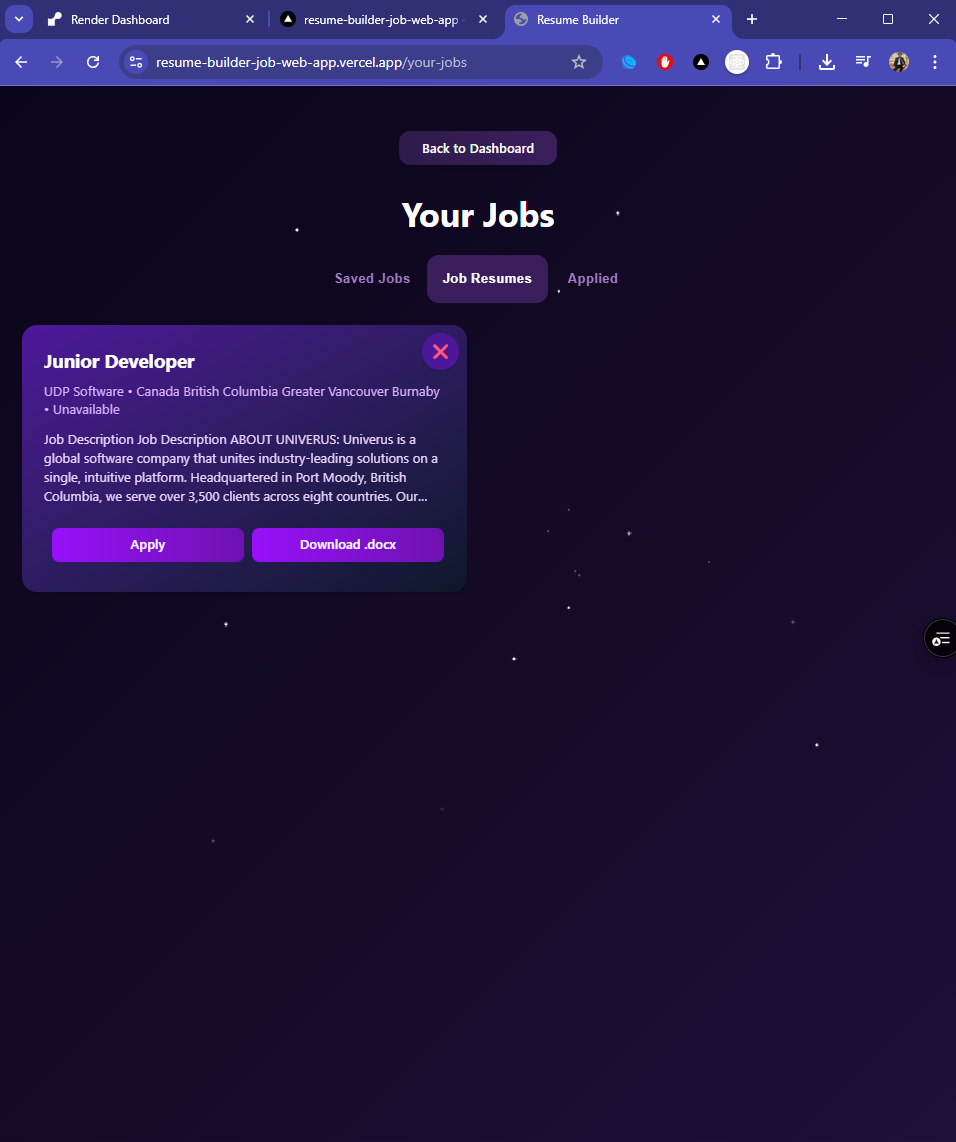 Render Dashboard
resume-builder-job-web-app
Resume Builder
resume-builder-job-web-app.vercel.app/your-jobs
Back to Dashboard
Your Jobs
Saved Jobs
Job Resumes
Applied
Junior Developer
UDP Software • Canada British Columbia Greater Vancouver Burnaby
• Unavailable
Job Description Job Description ABOUT UNIVERUS: Univerus is a
global software company that unites industry-leading solutions on a
single, intuitive platform. Headquartered in Port Moody, British
Columbia, we serve over 3,500 clients across eight countries. Our...
Apply
Download .docx